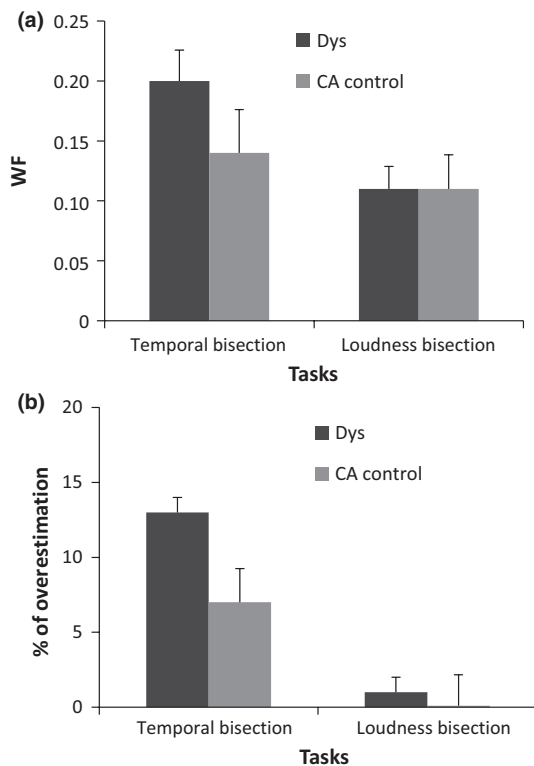 (a)
0.25
0.20
0.15
0.10
0.05
0
WF
Dys
CA control
Temporal bisection Loudness bisection
Tasks
(b)
20
15
10
5
0
% of overestimation
Dys
CA control
Temporal bisection Loudness bisection
Tasks